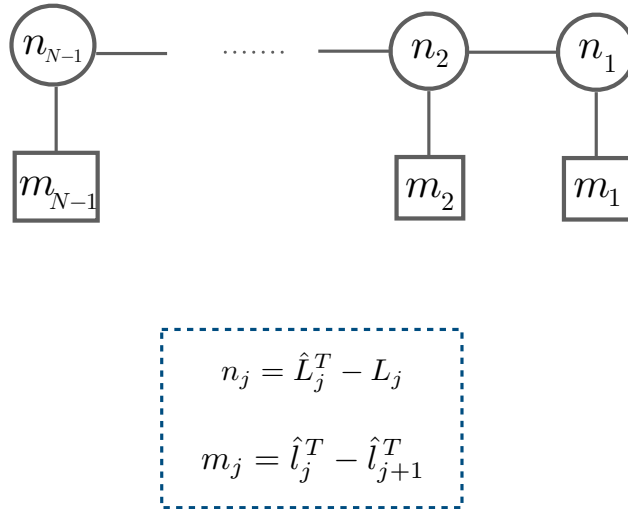 n_{N-1} ········ n_2 n_1
m_{N-1} m_2 m_1
n_j = \hat{L}_j^T - L_j
m_j = \hat{l}_j^T - \hat{l}_{j+1}^T